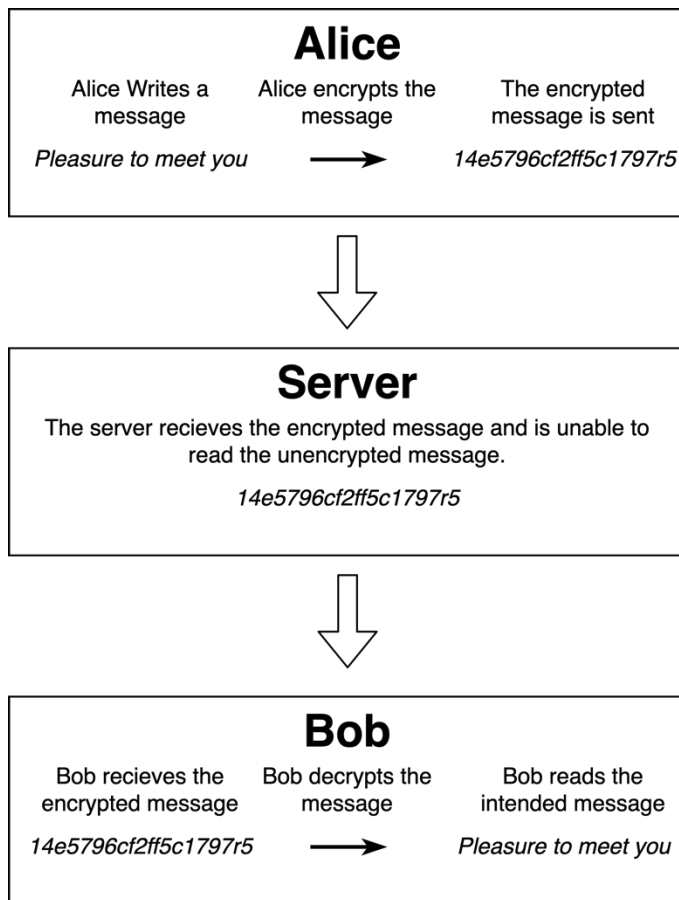 Alice
Alice Writes a
message
Alice encrypts the
message
The encrypted
message is sent
Pleasure to meet you
14e5796cf2ff5c1797r5
Server
The server recieves the encrypted message and is unable to
read the unencrypted message.
14e5796cf2ff5c1797r5
Bob
Bob recieves the
encrypted message
Bob decrypts the
message
Bob reads the
intended message
14e5796cf2ff5c1797r5
Pleasure to meet you